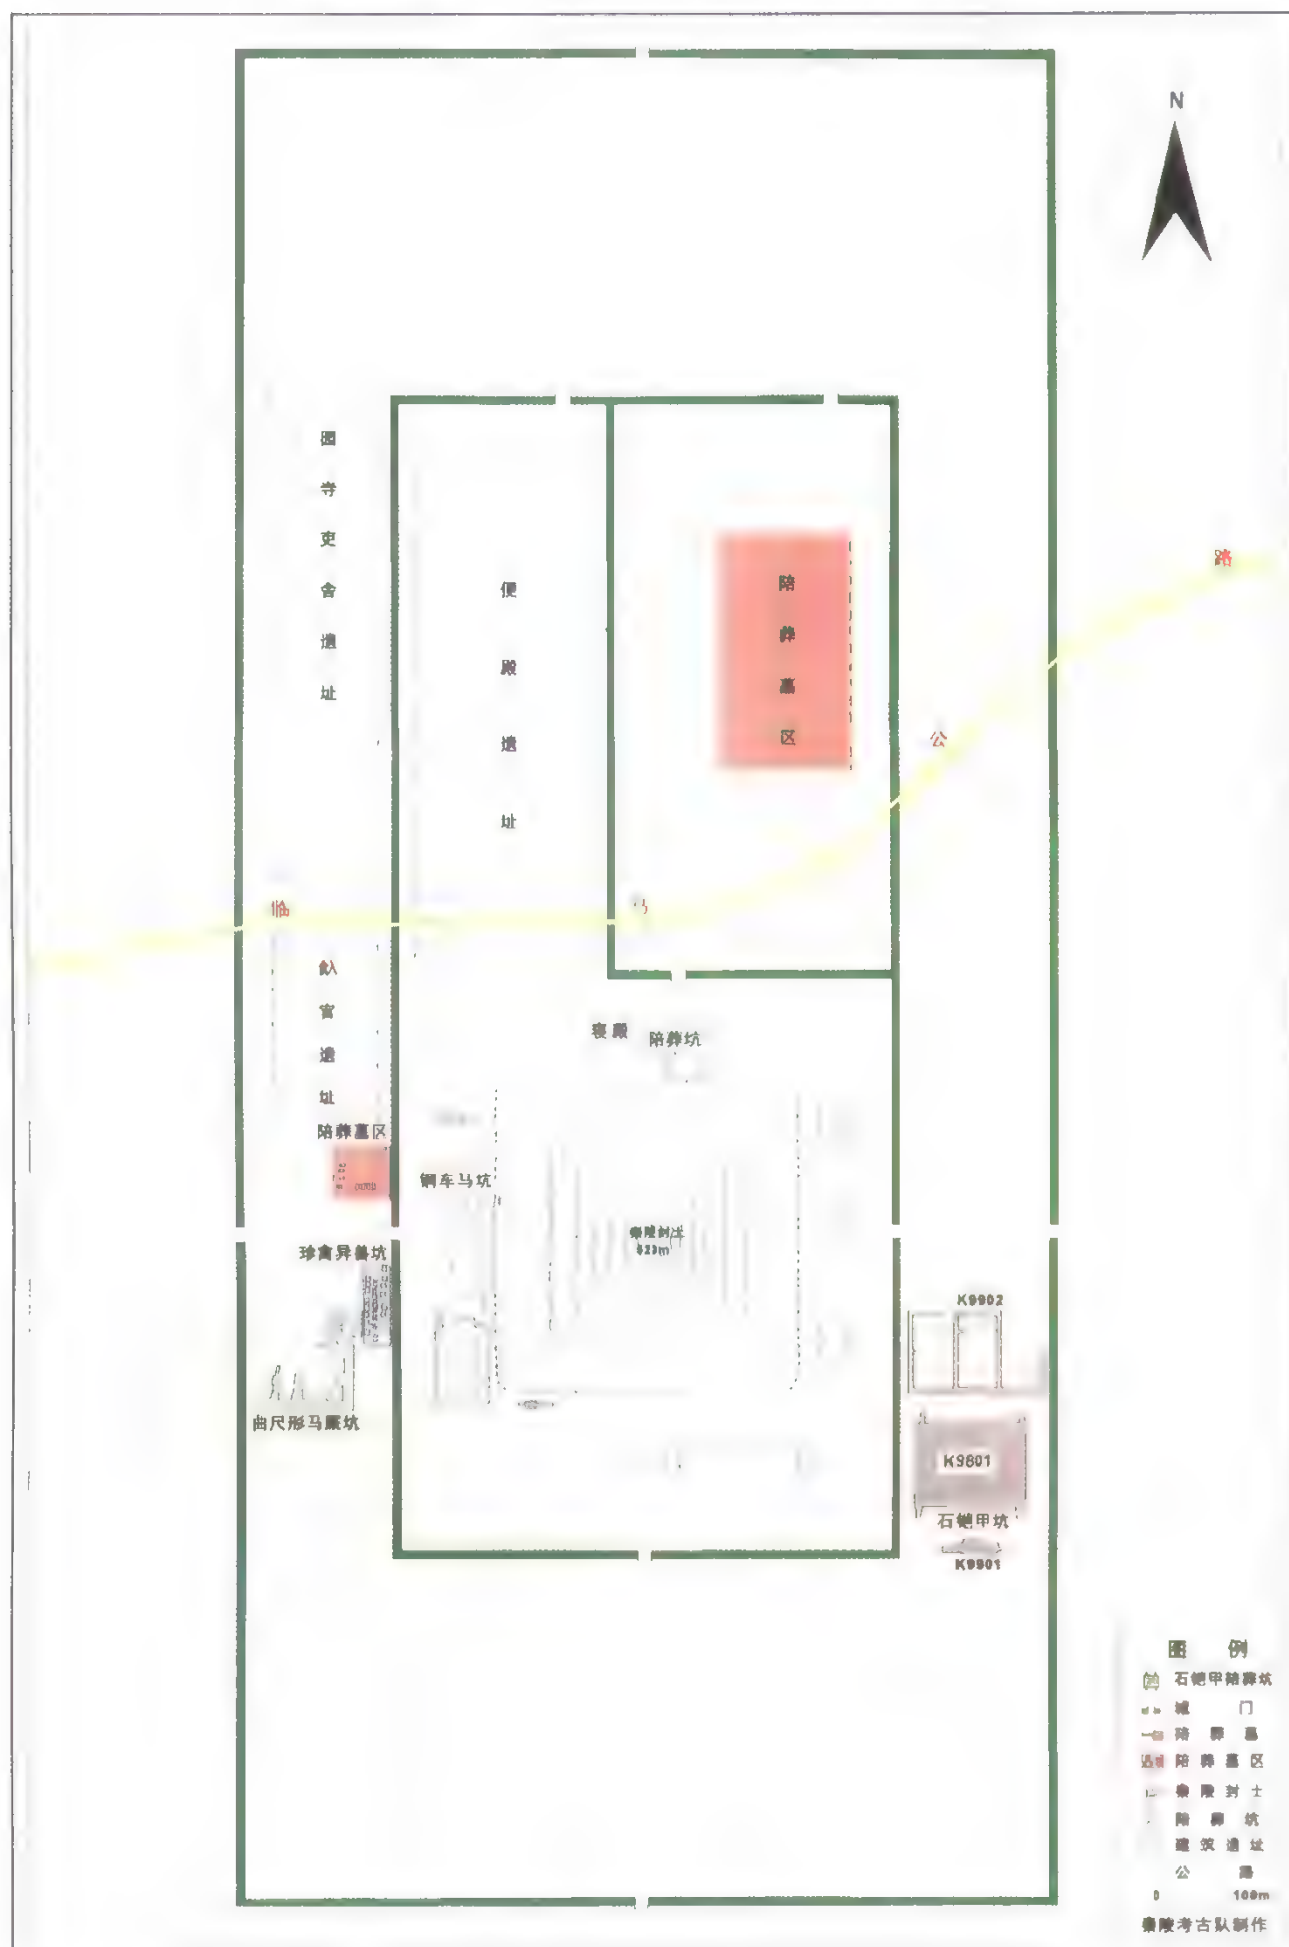 N
园寺吏舍遗址
便殿遗址
陪葬墓区
路
公
马
临
飤官遗址
寝殿
陪葬坑
陪葬墓区
铜车马坑
秦陵封土
珍禽异兽坑
K9902
曲尺形马厩坑
K9801
石铠甲坑
K9901
图 例
石铠甲陪葬坑
城 门
陪葬墓
陪葬墓区
秦陵封土
陪葬坑
建筑遗址
公 路
0 100m
秦陵考古队制作